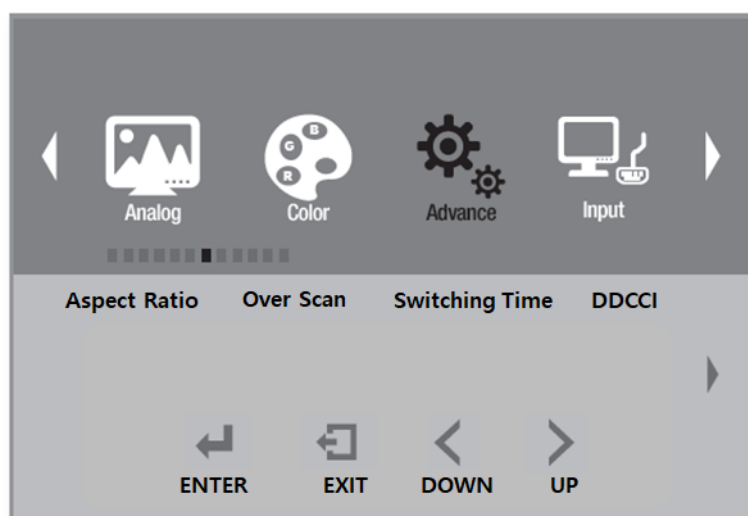 B
G
R
Analog Color Advance Input
Aspect Ratio Over Scan Switching Time DDCCI
ENTER EXIT DOWN UP